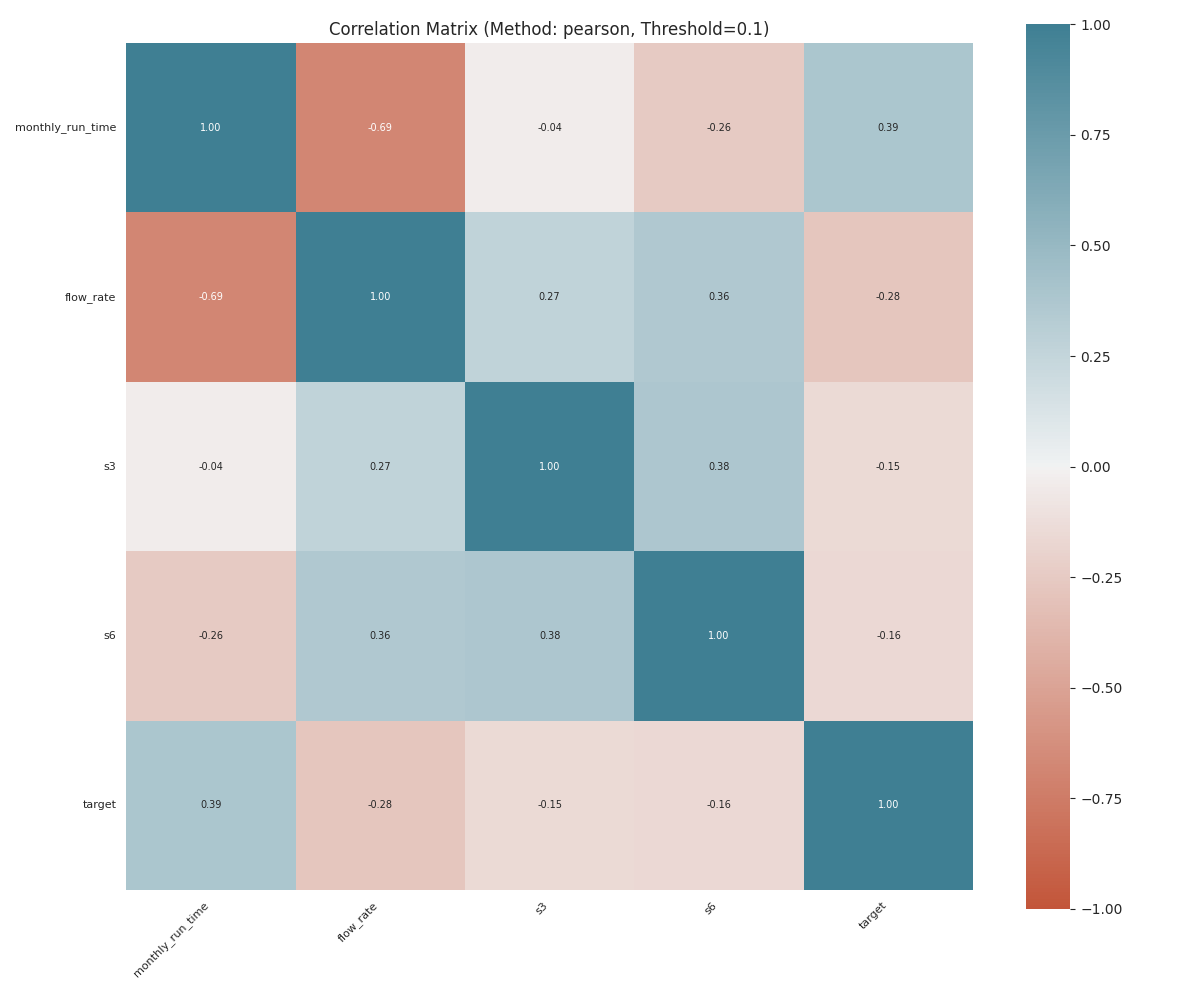 Correlation Matrix (Method: pearson, Threshold=0.1)
monthly_run_time 1.00 -0.69 -0.04 -0.26 0.39
flow_rate -0.69 1.00 0.27 0.36 -0.28
s3 -0.04 0.27 1.00 0.38 -0.15
s6 -0.26 0.36 0.38 1.00 -0.16
target 0.39 -0.28 -0.15 -0.16 1.00
monthly_run_time flow_rate s3 s6 target
1.00
0.75
0.50
0.25
0.00
−0.25
−0.50
−0.75
−1.00